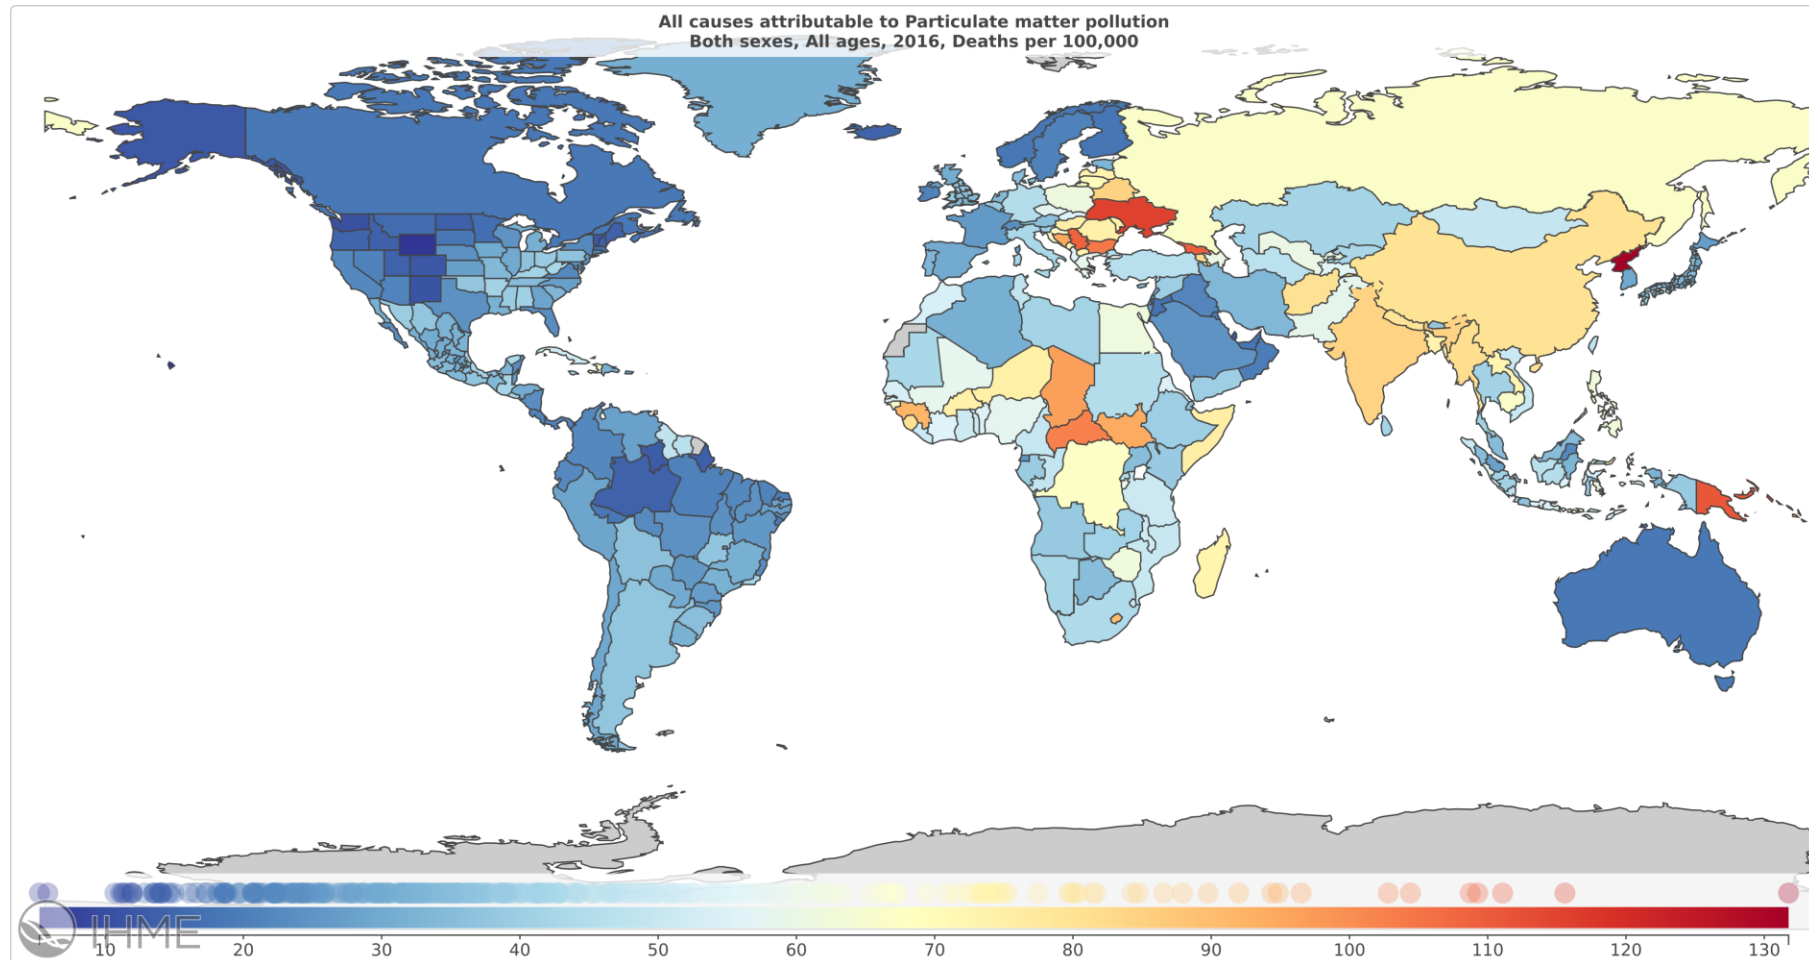 All causes attributable to Particulate matter pollution
Both sexes, All ages, 2016, Deaths per 100,000
IHME
10 20 30 40 50 60 70 80 90 100 110 120 130